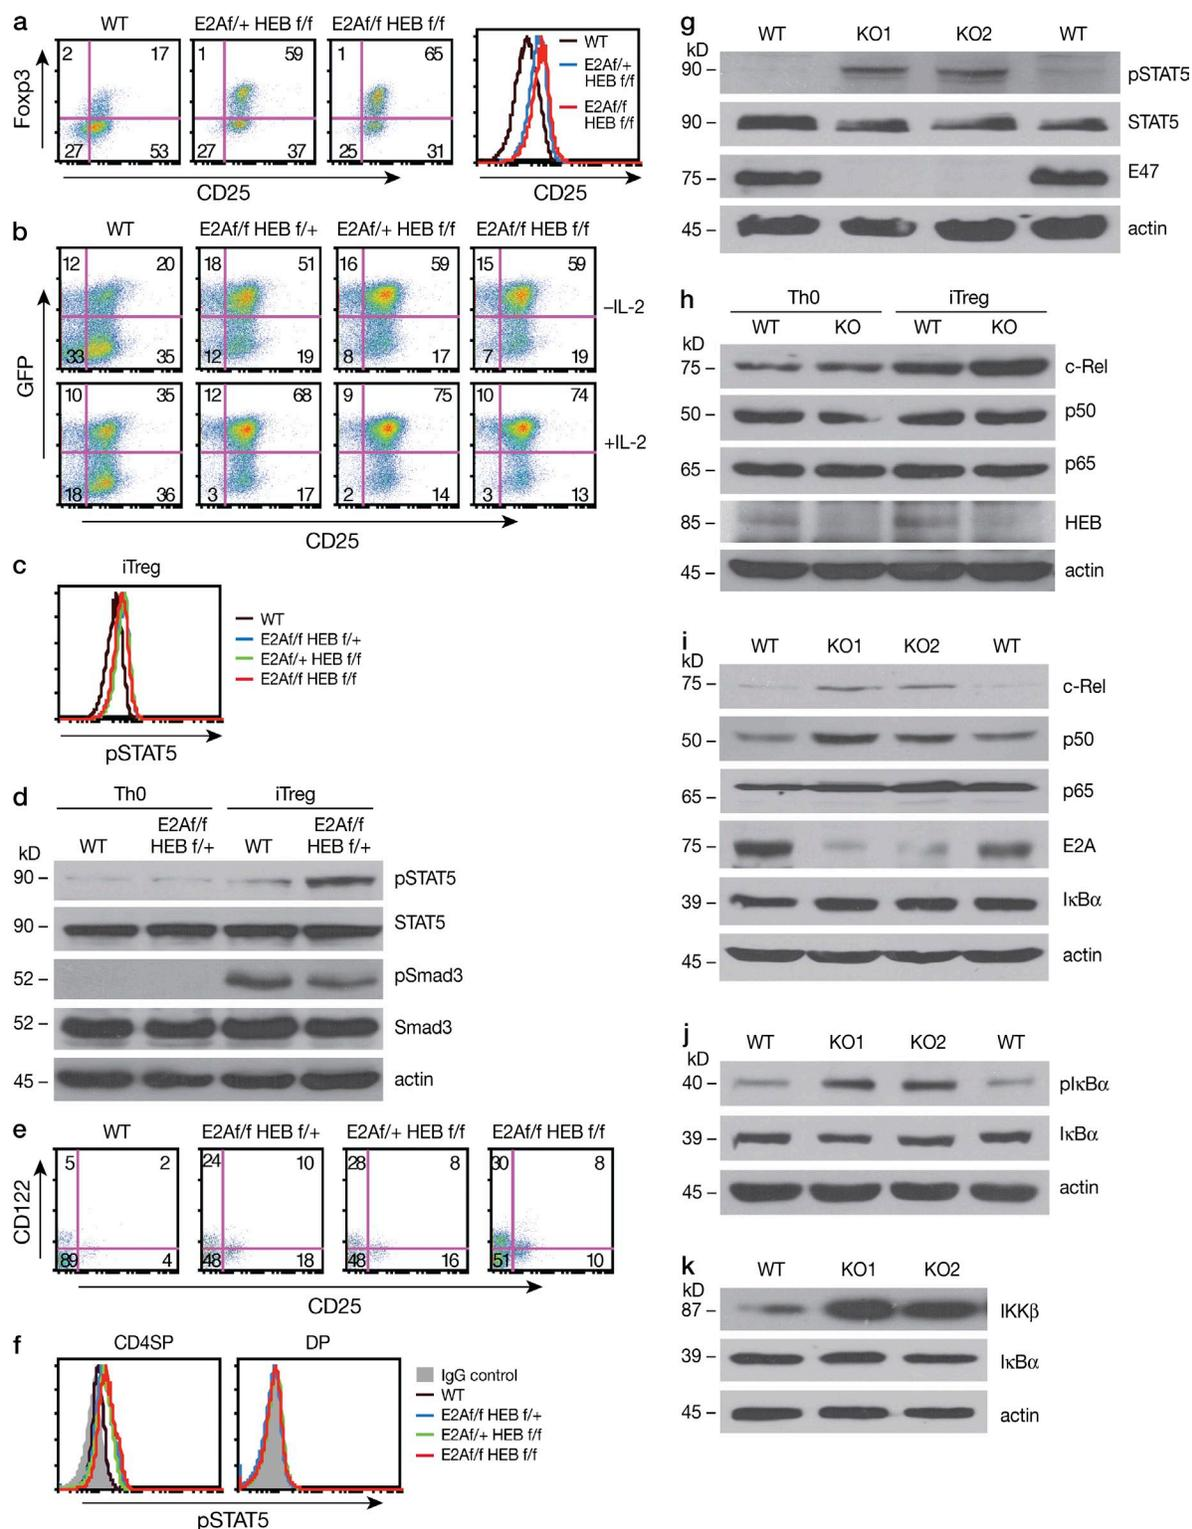 a
WT
E2Af/+ HEB f/f
E2Af/f HEB f/f
Foxp3
2 17
27 53
1 59
27 37
1 65
25 31
CD25
WT
E2Af/+
HEB f/f
E2Af/f
HEB f/f
CD25
b
WT
E2Af/f HEB f/+
E2Af/+ HEB f/f
E2Af/f HEB f/f
GFP
12 20
33 35
18 51
12 19
16 59
8 17
15 59
7 19
–IL-2
10 35
18 36
12 68
3 17
9 75
2 14
10 74
3 13
+IL-2
CD25
c
iTreg
WT
E2Af/f HEB f/+
E2Af/+ HEB f/f
E2Af/f HEB f/f
pSTAT5
d
Th0
iTreg
WT
E2Af/f
HEB f/+
WT
E2Af/f
HEB f/+
kD
90 – pSTAT5
90 – STAT5
52 – pSmad3
52 – Smad3
45 – actin
e
WT
E2Af/f HEB f/+
E2Af/+ HEB f/f
E2Af/f HEB f/f
CD122
5 2
89 4
24 10
48 18
28 8
48 16
30 8
51 10
CD25
f
CD4SP
DP
IgG control
WT
E2Af/f HEB f/+
E2Af/+ HEB f/f
E2Af/f HEB f/f
pSTAT5
g
WT KO1 KO2 WT
kD
90 – pSTAT5
90 – STAT5
75 – E47
45 – actin
h
Th0 iTreg
WT KO WT KO
kD
75 – c-Rel
50 – p50
65 – p65
85 – HEB
45 – actin
i
WT KO1 KO2 WT
kD
75 – c-Rel
50 – p50
65 – p65
75 – E2A
39 – IκBα
45 – actin
j
WT KO1 KO2 WT
kD
40 – pIκBα
39 – IκBα
45 – actin
k
WT KO1 KO2
kD
87 – IKKβ
39 – IκBα
45 – actin